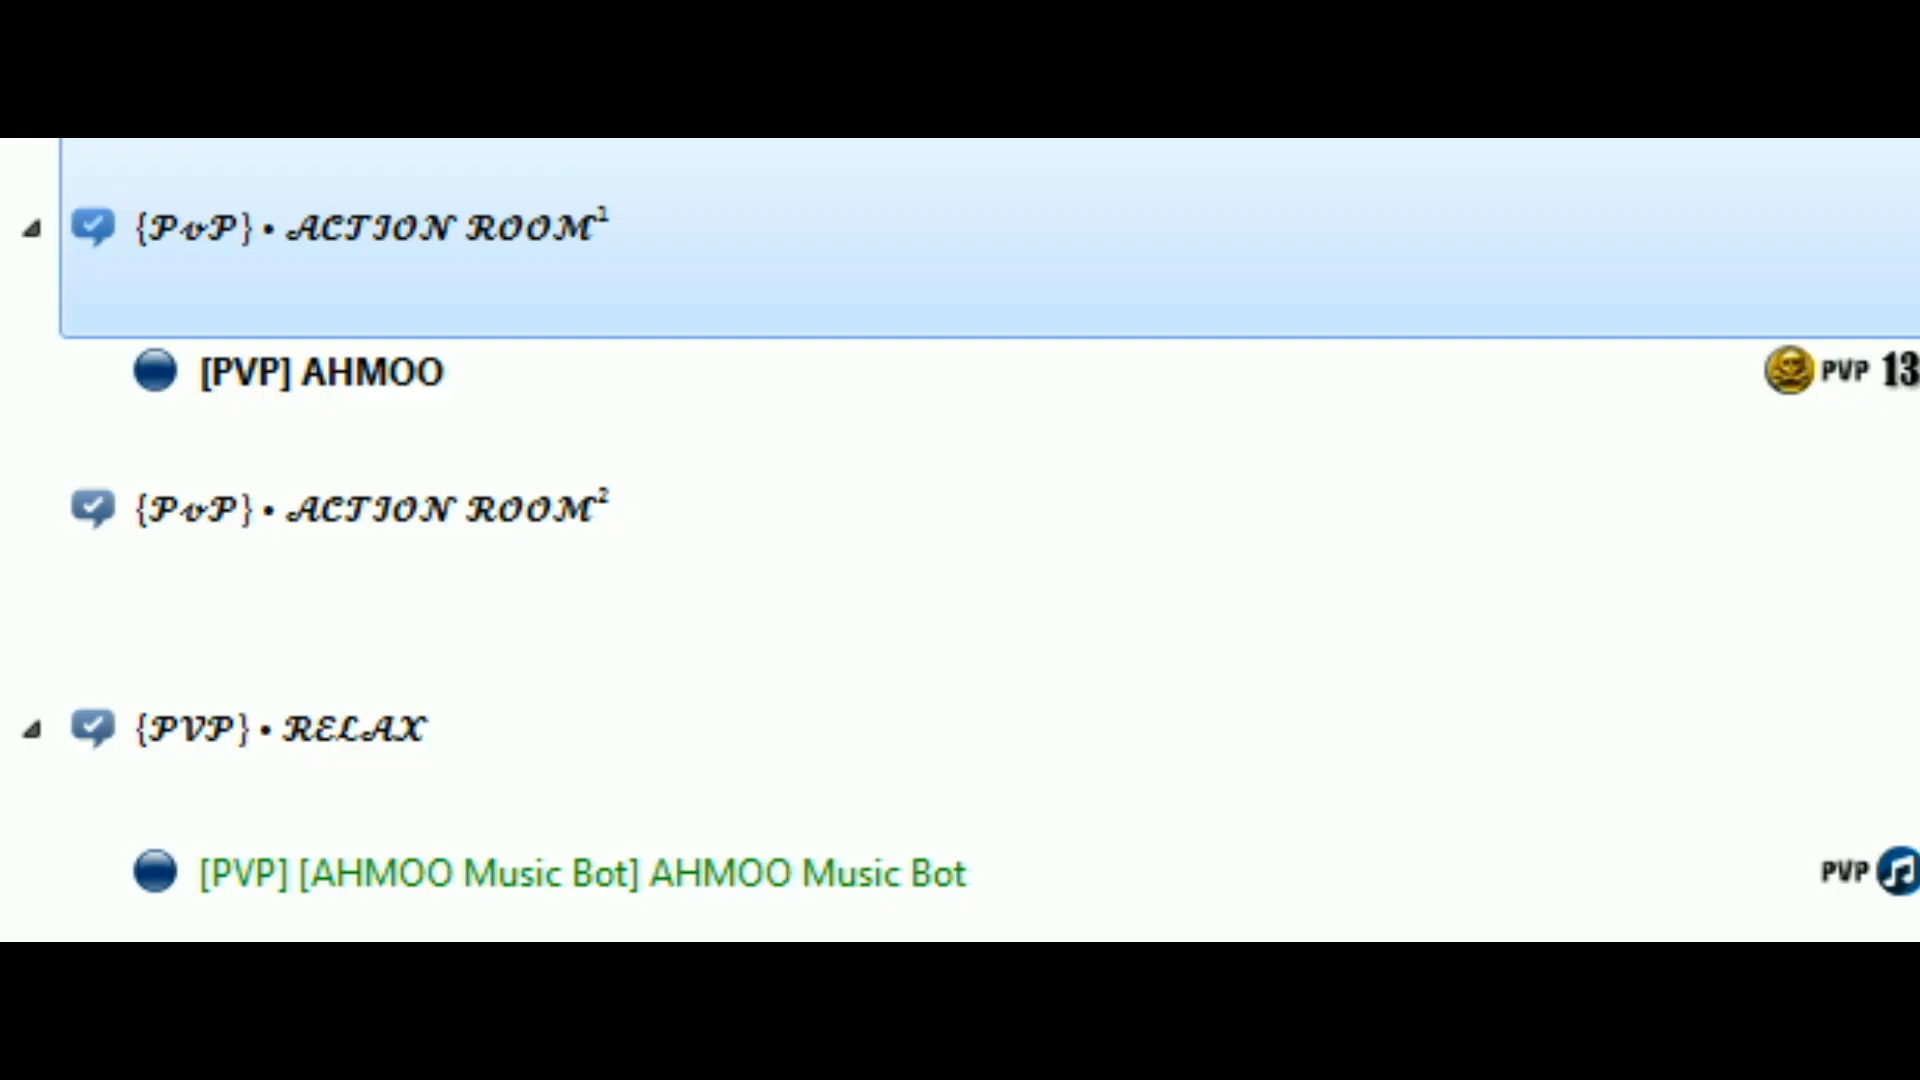 {𝓟𝓿𝓟} • 𝓐𝓒𝓣𝓘𝓞𝓝 𝓡𝓞𝓞𝓜¹
[PVP] AHMOO PVP 13
{𝓟𝓿𝓟} • 𝓐𝓒𝓣𝓘𝓞𝓝 𝓡𝓞𝓞𝓜²
{𝓟𝓥𝓟} • 𝓡𝓔𝓛𝓐𝓧
[PVP] [AHMOO Music Bot] AHMOO Music Bot PVP